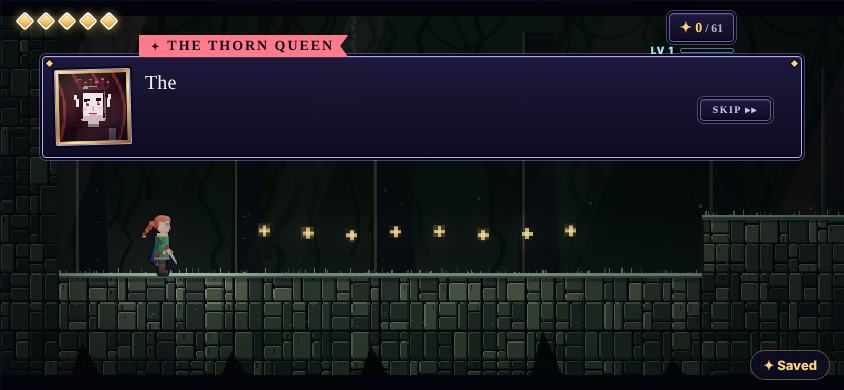 ✦ 0 / 61
✦ THE THORN QUEEN
LV 1
The
SKIP ▸▸
✦ Saved